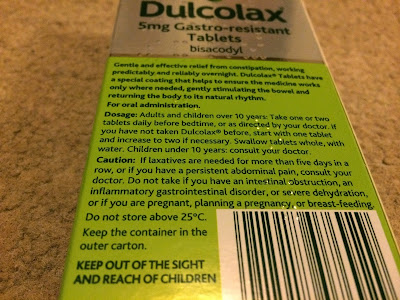 Dulcolax®
5mg Gastro-resistant
Tablets
bisacodyl
Gentle and effective relief from constipation, working
predictably and reliably overnight. Dulcolax® Tablets have
a special coating that helps to ensure the medicine works
only where needed, gently stimulating the bowel and
returning the body to its natural rhythm.
For oral administration.
Dosage: Adults and children over 10 years: Take one or two
tablets daily before bedtime, or as directed by your doctor. If
you have not taken Dulcolax® before, start with one tablet
and increase to two if necessary. Swallow tablets whole, with
water. Children under 10 years: consult your doctor.
Caution: If laxatives are needed for more than five days in a
row, or if you have a persistent abdominal pain, consult your
doctor. Do not take if you have an intestinal obstruction, an
inflammatory gastrointestinal disorder, or severe dehydration,
or if you are pregnant, planning a pregnancy, or breast-feeding.
Do not store above 25°C.
Keep the container in the
outer carton.
KEEP OUT OF THE SIGHT
AND REACH OF CHILDREN